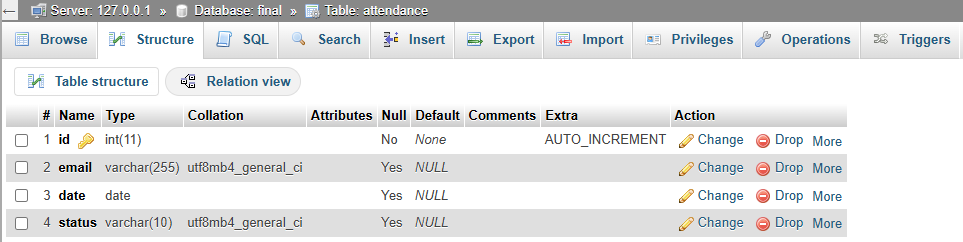 Server: 127.0.0.1 » Database: final » Table: attendance
Browse Structure SQL Search Insert Export Import Privileges Operations Triggers
Table structure Relation view
# Name Type Collation Attributes Null Default Comments Extra Action
1 id int(11) No None AUTO_INCREMENT Change Drop More
2 email varchar(255) utf8mb4_general_ci Yes NULL Change Drop More
3 date date Yes NULL Change Drop More
4 status varchar(10) utf8mb4_general_ci Yes NULL Change Drop More